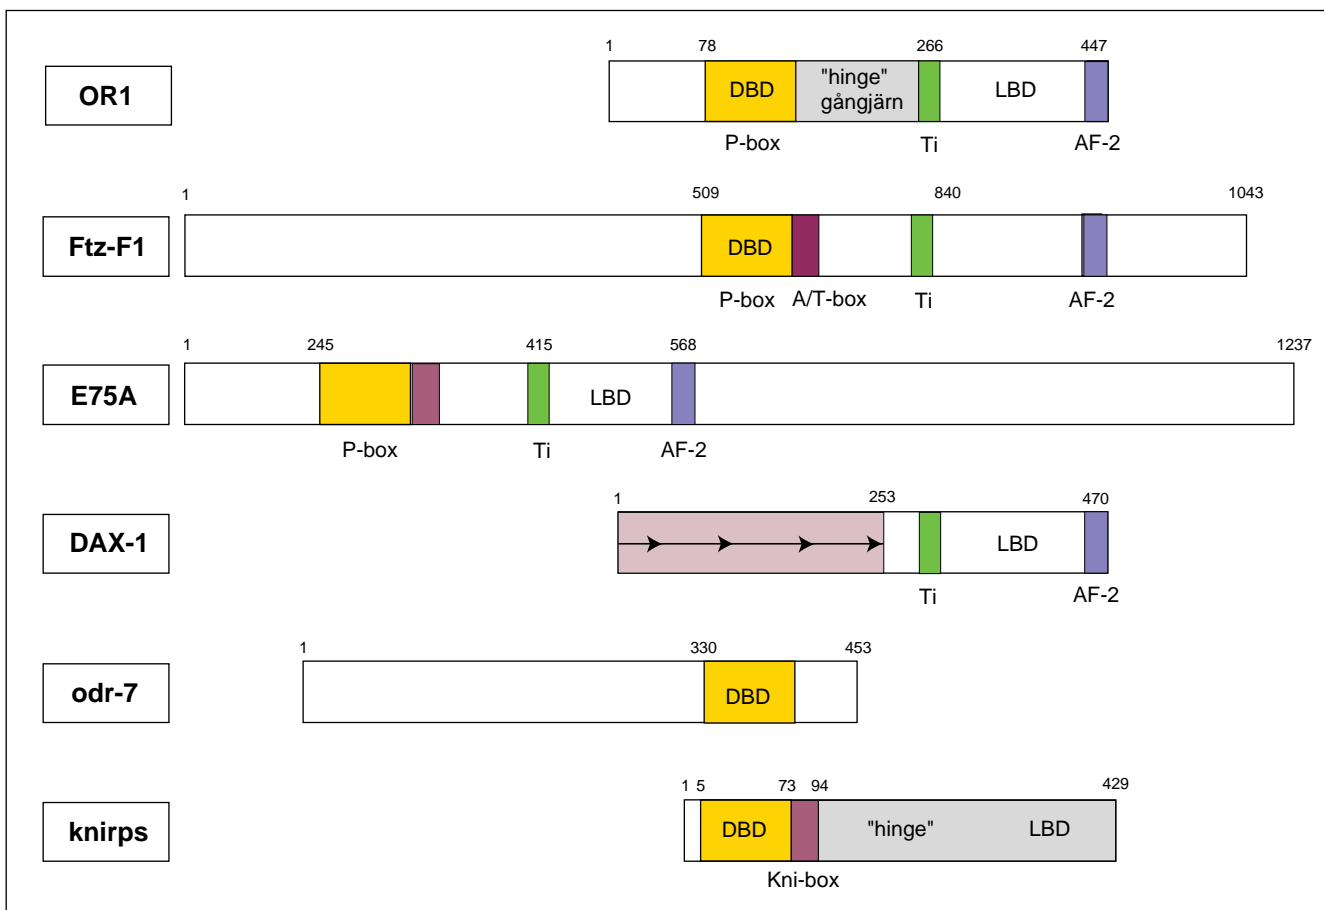 1 78 266 447
OR1
DBD "hinge" LBD
gångjärn
P-box Ti AF-2
1 509 840 1043
Ftz-F1
DBD
P-box A/T-box Ti AF-2
1 245 415 568 1237
E75A
LBD
P-box Ti AF-2
1 253 470
DAX-1
LBD
Ti AF-2
1 330 453
odr-7
DBD
1 5 73 94 429
knirps
DBD "hinge" LBD
Kni-box